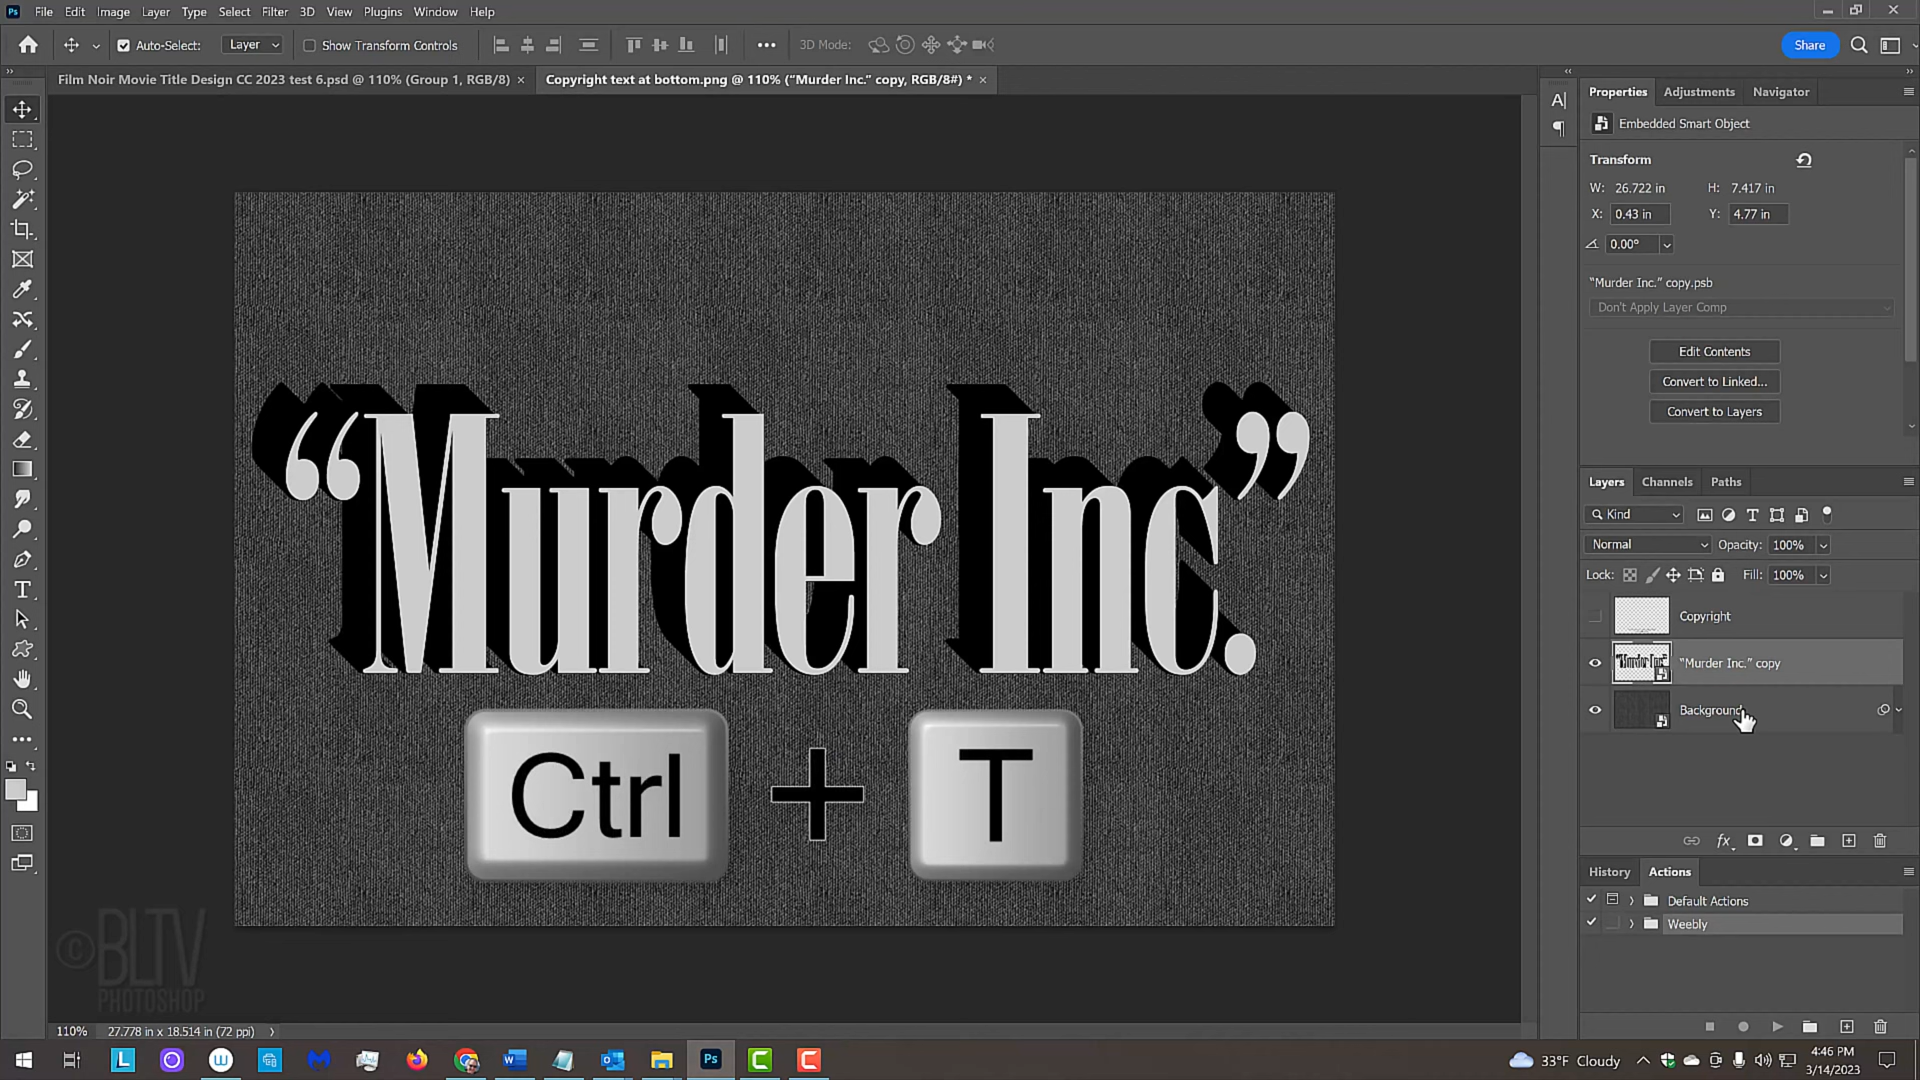 Ps File Edit Image Layer Type Select Filter 3D View Plugins Window Help
Auto-Select: Layer Show Transform Controls 3D Mode: Share
Film Noir Movie Title Design CC 2023 test 6.psd @ 110% (Group 1, RGB/8) × Copyright text at bottom.png @ 110% (“Murder Inc.” copy, RGB/8#) * ×
Properties Adjustments Navigator
Embedded Smart Object
Transform
W: 26.722 in H: 7.417 in
X: 0.43 in Y: 4.77 in
0.00°
“Murder Inc.” copy.psb
Don't Apply Layer Comp
Edit Contents
Convert to Linked...
Convert to Layers
“Murder Inc.”
Ctrl + T
Layers Channels Paths
Kind
Normal Opacity: 100%
Lock: Fill: 100%
Copyright
“Murder Inc.” copy
Background
History Actions
Default Actions
Weebly
© BLTV
PHOTOSHOP
110% 27.778 in x 18.514 in (72 ppi)
33°F Cloudy
4:46 PM
3/14/2023